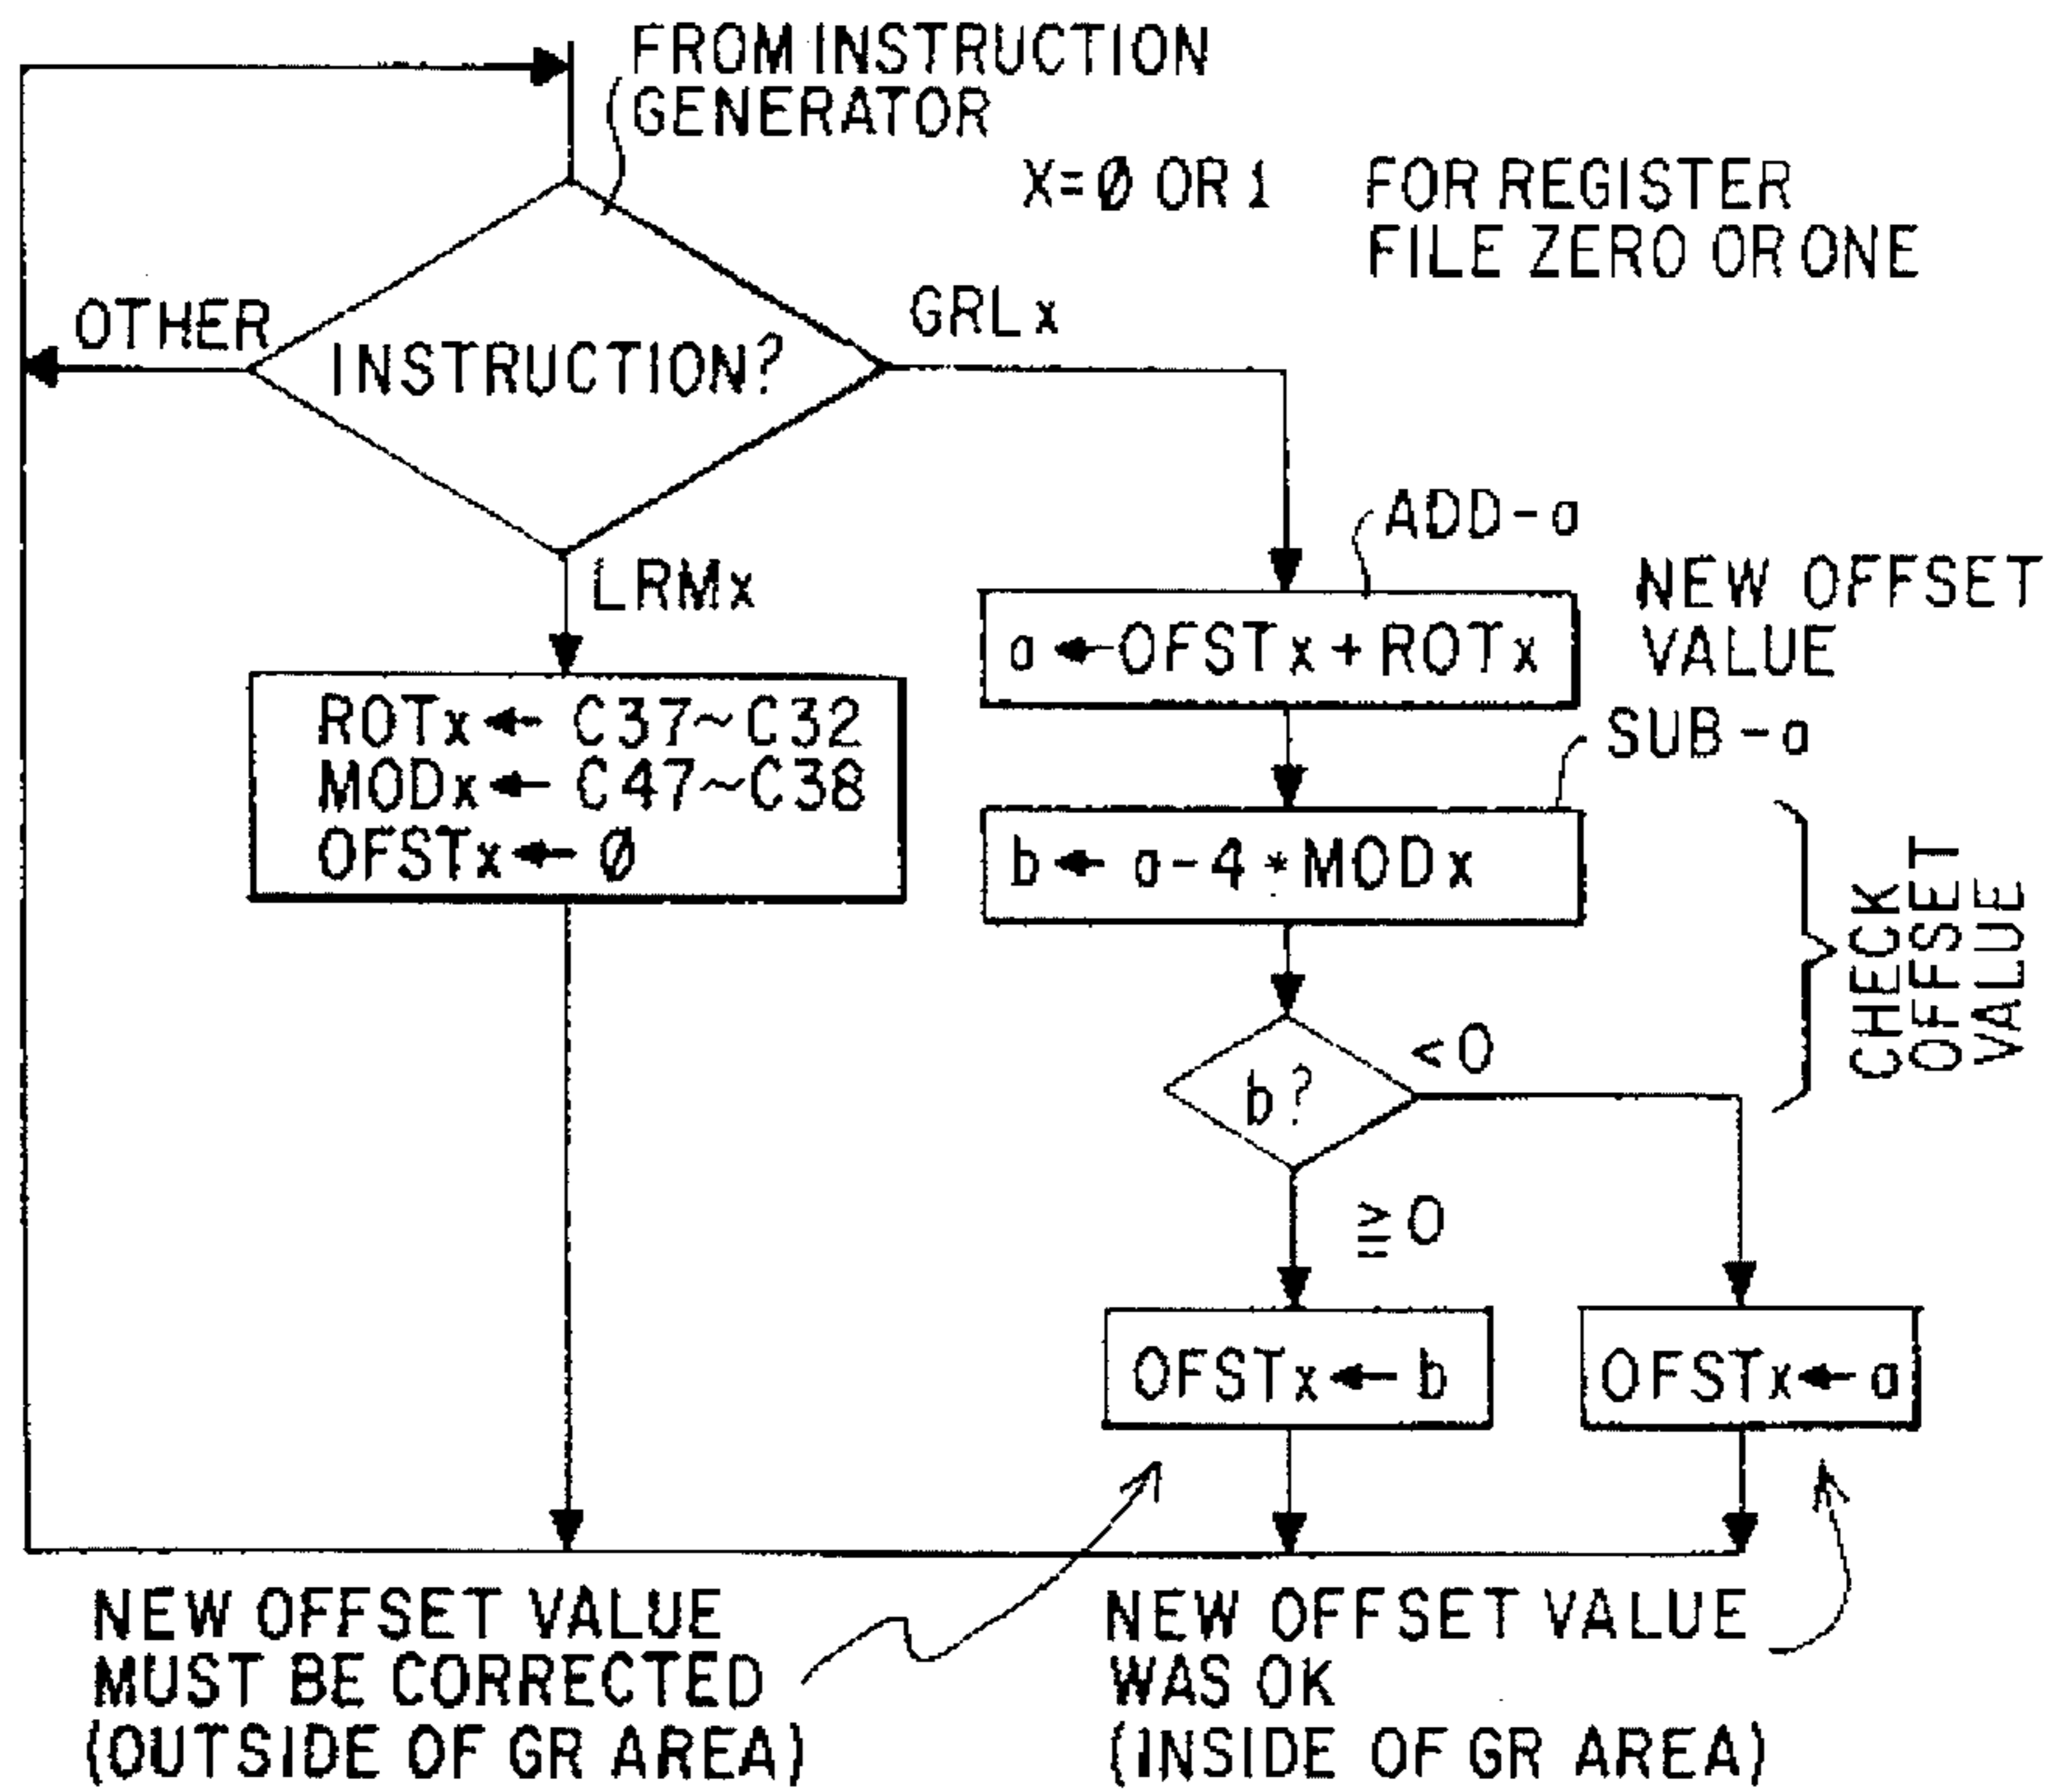 FROM INSTRUCTION
GENERATOR
X=Ø OR 1 FOR REGISTER
FILE ZERO OR ONE
OTHER
INSTRUCTION?
GRLx
LRMx
ADD-a
a←OFSTx+ROTx
NEW OFFSET
VALUE
ROTx← C37~C32
MODx← C47~C38
OFSTx← Ø
SUB-a
b← a-4*MODx
CHECK
OFFSET
VALUE
b?
<0
≧0
OFSTx←b
OFSTx←a
NEW OFFSET VALUE
MUST BE CORRECTED
(OUTSIDE OF GR AREA)
NEW OFFSET VALUE
WAS OK
(INSIDE OF GR AREA)